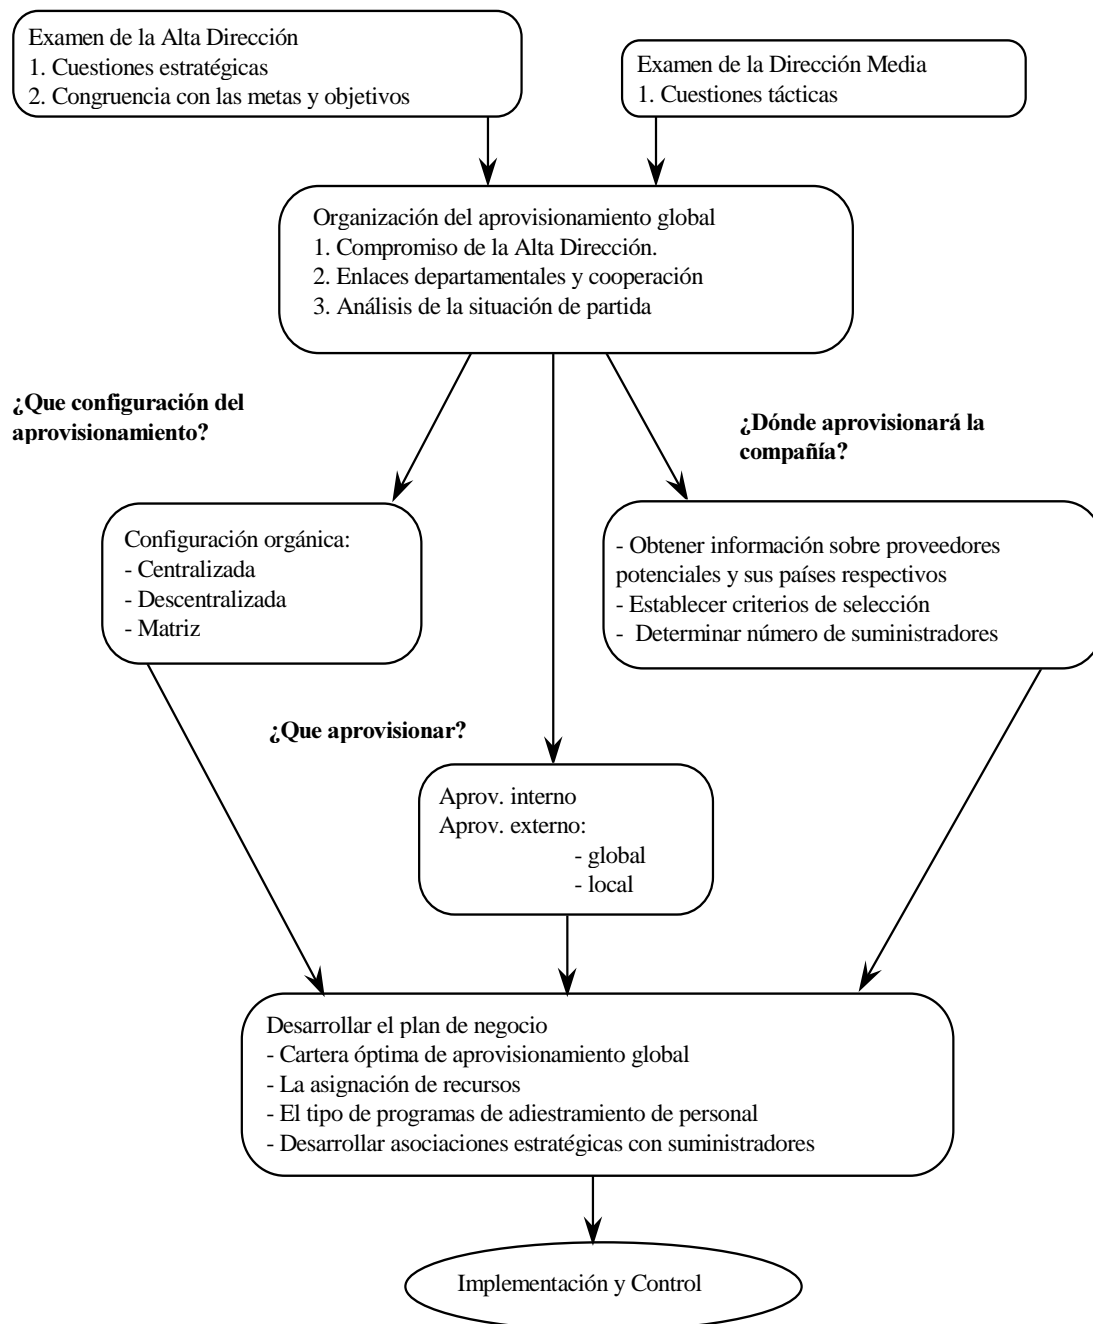 Examen de la Alta Dirección
1. Cuestiones estratégicas
2. Congruencia con las metas y objetivos
Examen de la Dirección Media
1. Cuestiones tácticas
Organización del aprovisionamiento global
1. Compromiso de la Alta Dirección.
2. Enlaces departamentales y cooperación
3. Análisis de la situación de partida
¿Que configuración del
aprovisionamiento?
¿Dónde aprovisionará la
compañía?
Configuración orgánica:
- Centralizada
- Descentralizada
- Matriz
- Obtener información sobre proveedores
potenciales y sus países respectivos
- Establecer criterios de selección
- Determinar número de suministradores
¿Que aprovisionar?
Aprov. interno
Aprov. externo:
- global
- local
Desarrollar el plan de negocio
- Cartera óptima de aprovisionamiento global
- La asignación de recursos
- El tipo de programas de adiestramiento de personal
- Desarrollar asociaciones estratégicas con suministradores
Implementación y Control